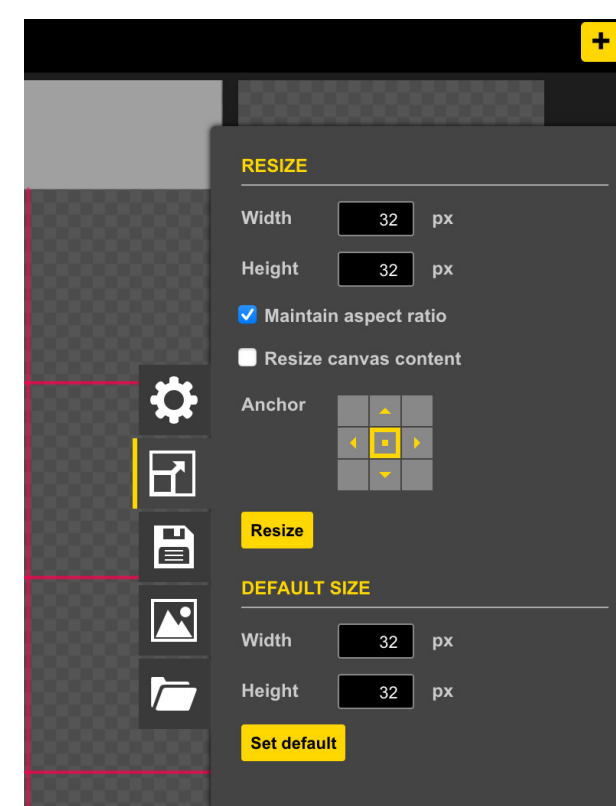 +
RESIZE
Width 32 px
Height 32 px
Maintain aspect ratio
Resize canvas content
Anchor
Resize
DEFAULT SIZE
Width 32 px
Height 32 px
Set default